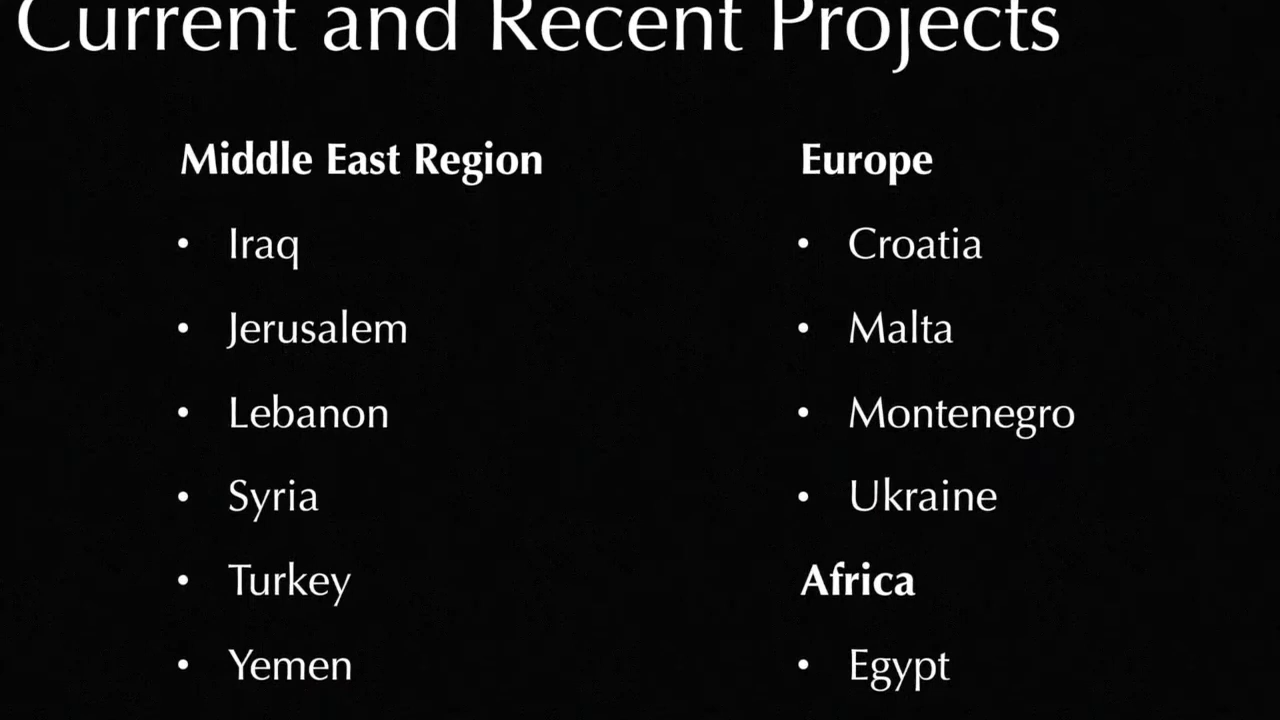 Current and Recent Projects
Middle East Region
• Iraq
• Jerusalem
• Lebanon
• Syria
• Turkey
• Yemen
Europe
• Croatia
• Malta
• Montenegro
• Ukraine
Africa
• Egypt